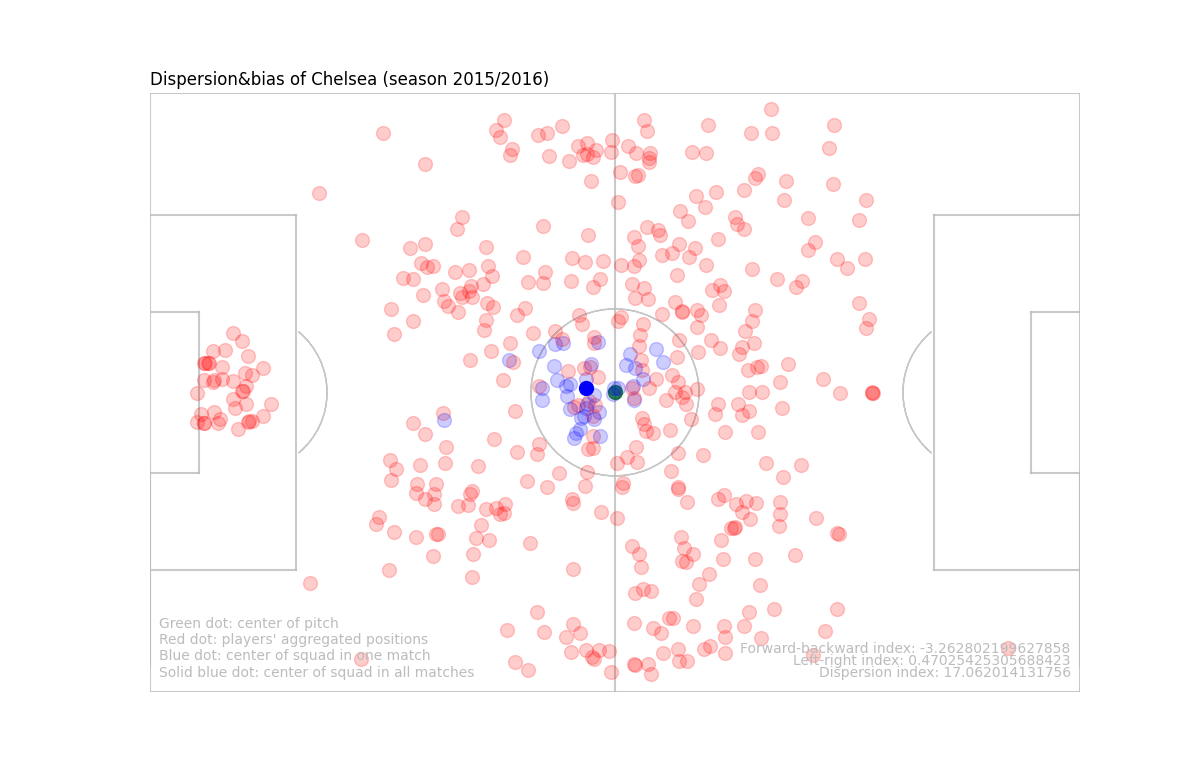 Dispersion&bias of Chelsea (season 2015/2016)
Green dot: center of pitch
Red dot: players' aggregated positions
Blue dot: center of squad in one match
Solid blue dot: center of squad in all matches
Forward-backward index: -3.262802199627858
Left-right index: 0.47025425305688423
Dispersion index: 17.062014131756